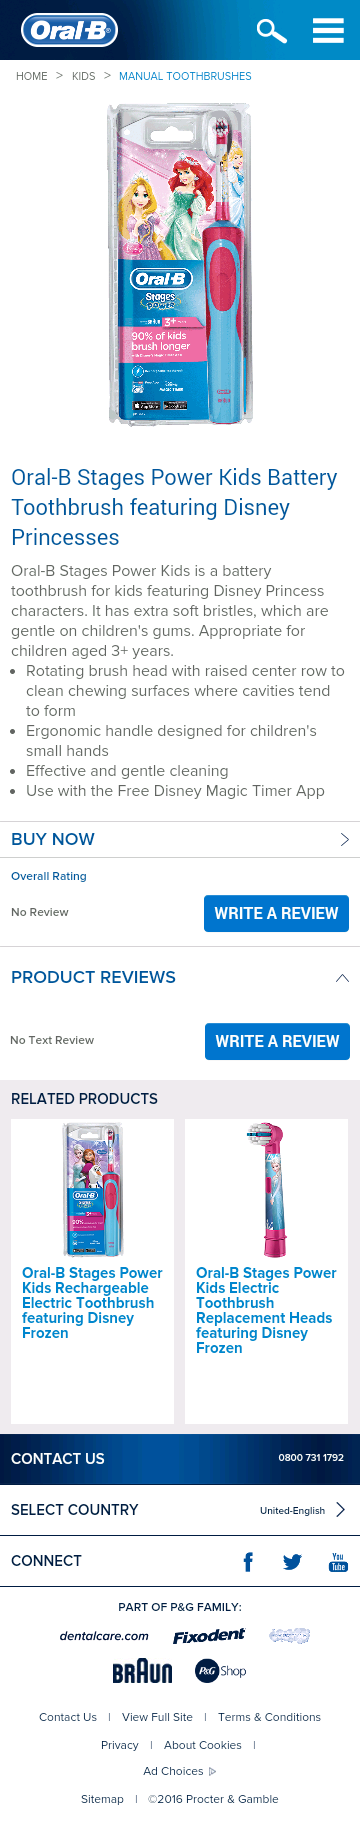 Oral-B
HOME > KIDS > MANUAL TOOTHBRUSHES
Oral-B
Stages
POWER
3+
90% of kids
brush longer
MAGIC TIMER
Oral-B Stages Power Kids Battery
Toothbrush featuring Disney
Princesses
Oral-B Stages Power Kids is a battery
toothbrush for kids featuring Disney Princess
characters. It has extra soft bristles, which are
gentle on children's gums. Appropriate for
children aged 3+ years.
• Rotating brush head with raised center row to
clean chewing surfaces where cavities tend
to form
• Ergonomic handle designed for children's
small hands
• Effective and gentle cleaning
• Use with the Free Disney Magic Timer App
BUY NOW
Overall Rating
No Review
WRITE A REVIEW
PRODUCT REVIEWS
No Text Review
WRITE A REVIEW
RELATED PRODUCTS
Oral-B
90%
Oral-B Stages Power
Kids Rechargeable
Electric Toothbrush
featuring Disney
Frozen
Oral-B Stages Power
Kids Electric
Toothbrush
Replacement Heads
featuring Disney
Frozen
CONTACT US
0800 731 1792
SELECT COUNTRY
United-English
CONNECT
You
Tube
PART OF P&G FAMILY:
dentalcare.com
Fixodent
BRAUN
P&G Shop
Contact Us | View Full Site | Terms & Conditions
Privacy | About Cookies |
Ad Choices
Sitemap | ©2016 Procter & Gamble